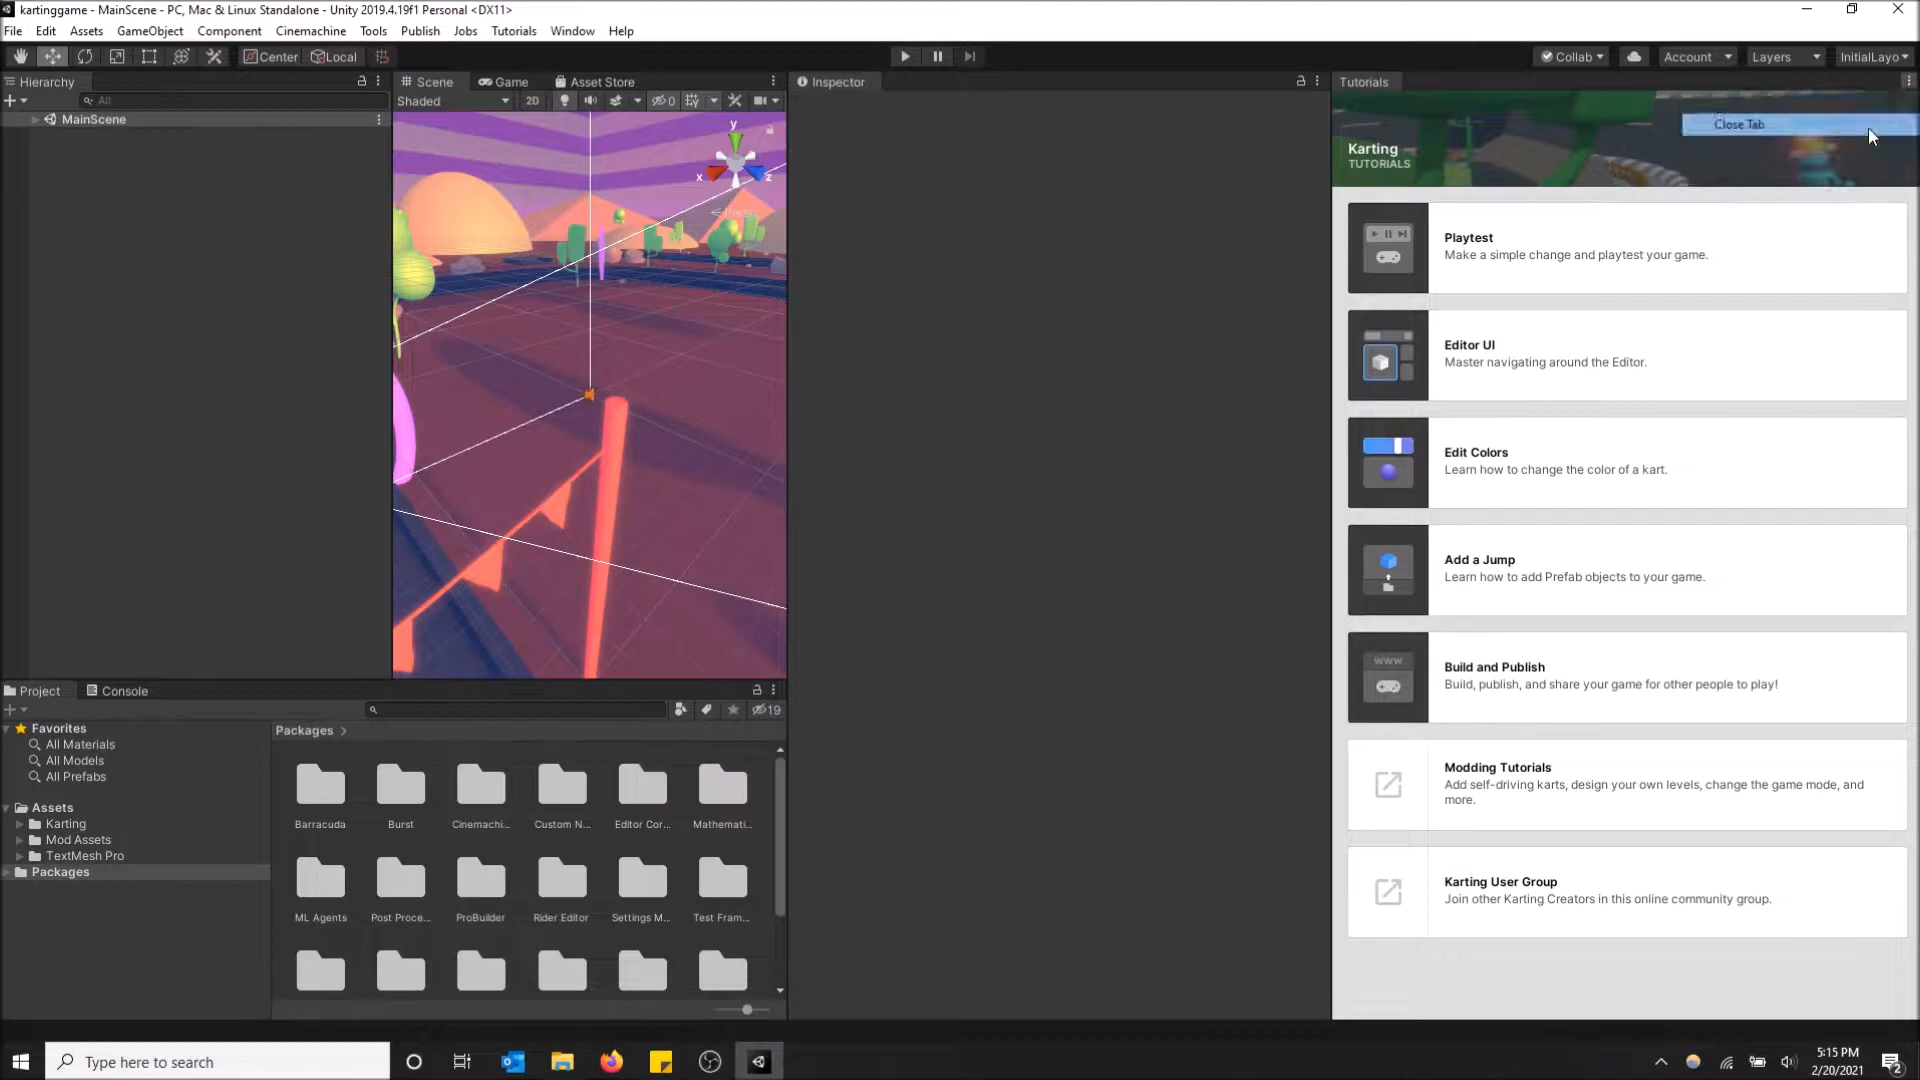 kartinggame - MainScene - PC, Mac & Linux Standalone - Unity 2019.4.19f1 Personal <DX11>
File Edit Assets GameObject Component Cinemachine Tools Publish Jobs Tutorials Window Help
Center Local Collab Account Layers InitialLayo
Hierarchy Scene Game Asset Store Inspector Tutorials
All Shaded 2D 0
MainScene
Close Tab
Karting
TUTORIALS
y
x z
Persp
Playtest
Make a simple change and playtest your game.
Editor UI
Master navigating around the Editor.
Edit Colors
Learn how to change the color of a kart.
Add a Jump
Learn how to add Prefab objects to your game.
WWW
Build and Publish
Build, publish, and share your game for other people to play!
Modding Tutorials
Add self-driving karts, design your own levels, change the game mode, and
more.
Karting User Group
Join other Karting Creators in this online community group.
Project Console
19
Favorites
All Materials
All Models
All Prefabs
Assets
Karting
Mod Assets
TextMesh Pro
Packages
Packages
Barracuda Burst Cinemachi... Custom N... Editor Cor... Mathemati...
ML Agents Post Proce... ProBuilder Rider Editor Settings M... Test Fram...
Type here to search
5:15 PM
2/20/2021
2